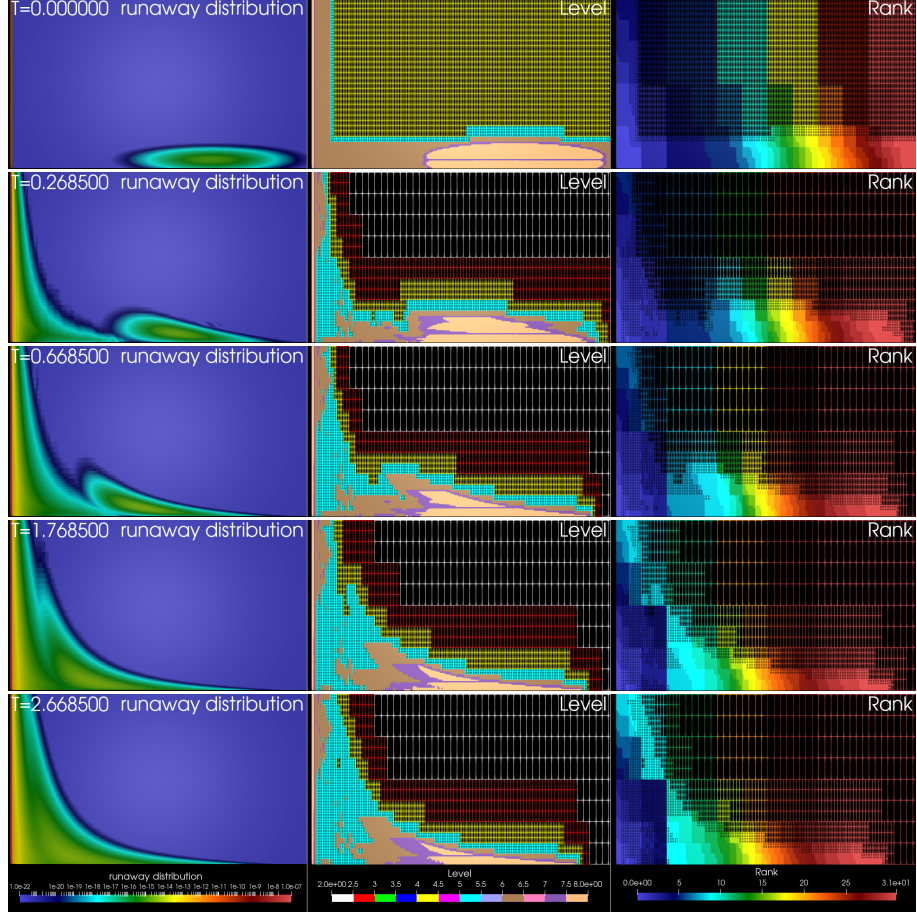 T=0.000000 runaway distribution Level Rank
T=0.268500 runaway distribution Level Rank
T=0.668500 runaway distribution Level Rank
T=1.768500 runaway distribution Level Rank
T=2.668500 runaway distribution Level Rank
runaway distribution
1.0e-22 1e-20 1e-19 1e-18 1e-17 1e-16 1e-15 1e-14 1e-13 1e-12 1e-11 1e-10 1e-9 1e-8 1.0e-07
Level
2.0e+00 2.5 3 3.5 4 4.5 5 5.5 6 6.5 7 7.5 8.0e+00
Rank
0.0e+00 5 10 15 20 25 3.1e+01